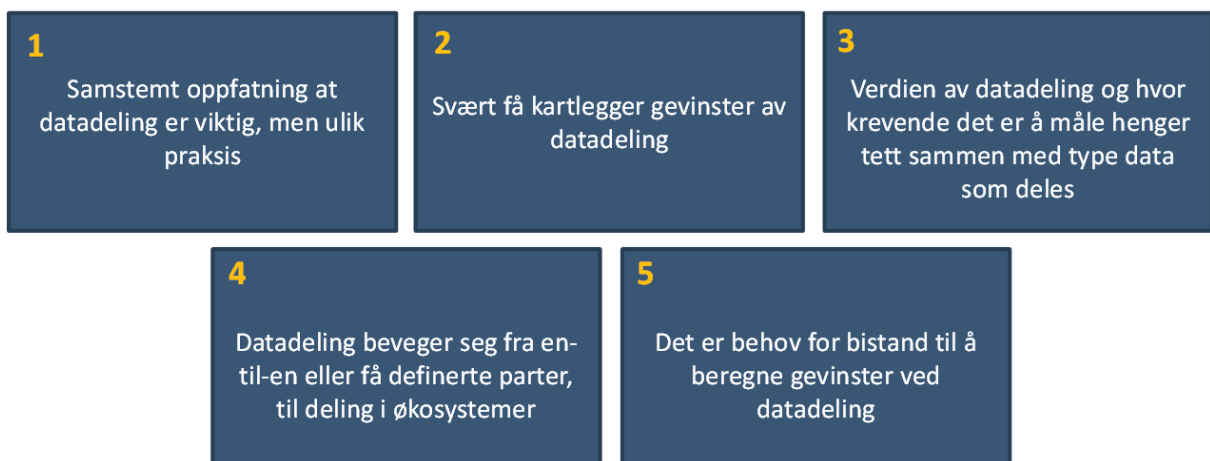 1
Samstemt oppfatning at
datadeling er viktig, men ulik
praksis
2
Svært få kartlegger gevinster av
datadeling
3
Verdien av datadeling og hvor
krevende det er å måle henger
tett sammen med type data
som deles
4
Datadeling beveger seg fra en-
til-en eller få definerte parter,
til deling i økosystemer
5
Det er behov for bistand til å
beregne gevinster ved
datadeling